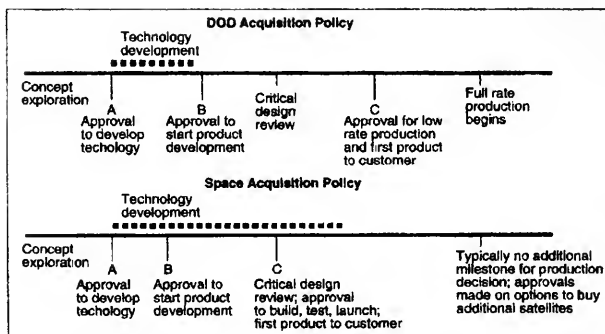 DOD Acquisition Policy
Technology
development
Concept
exploration
A
Approval
to develop
techology
B
Approval to
start product
development
Critical
design
review
C
Approval for low
rate production
and first product
to customer
Full rate
production
begins
Space Acquisition Policy
Technology
development
Concept
exploration
A
Approval
to develop
techology
B
Approval to
start product
development
C
Critical design
review; approval
to build, test, launch;
first product to customer
Typically no additional
milestone for production
decision; approvals
made on options to buy
additional satellites